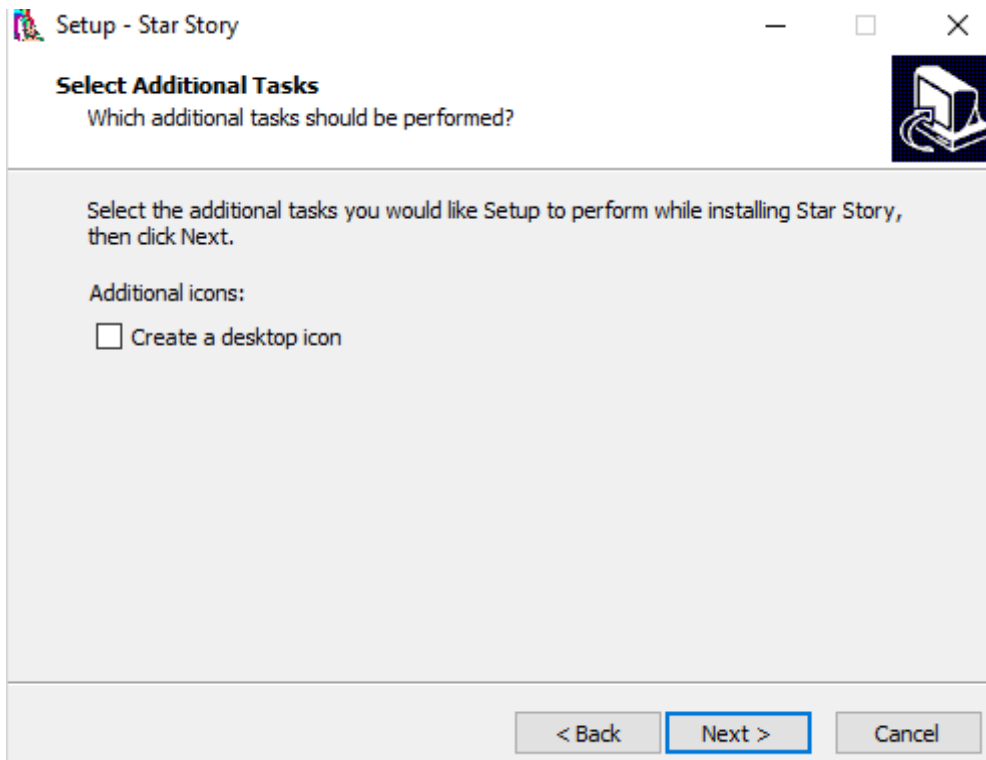 Setup - Star Story
Select Additional Tasks
Which additional tasks should be performed?
Select the additional tasks you would like Setup to perform while installing Star Story,
then click Next.
Additional icons:
Create a desktop icon
< Back
Next >
Cancel